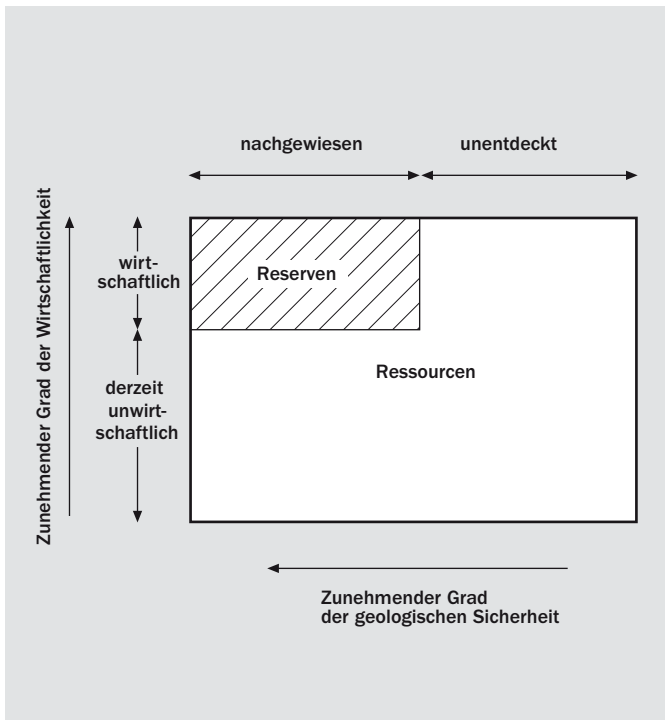 nachgewiesen
unentdeckt
Zunehmender Grad der Wirtschaftlichkeit
wirt-
schaftlich
Reserven
Ressourcen
derzeit
unwirt-
schaftlich
Zunehmender Grad
der geologischen Sicherheit